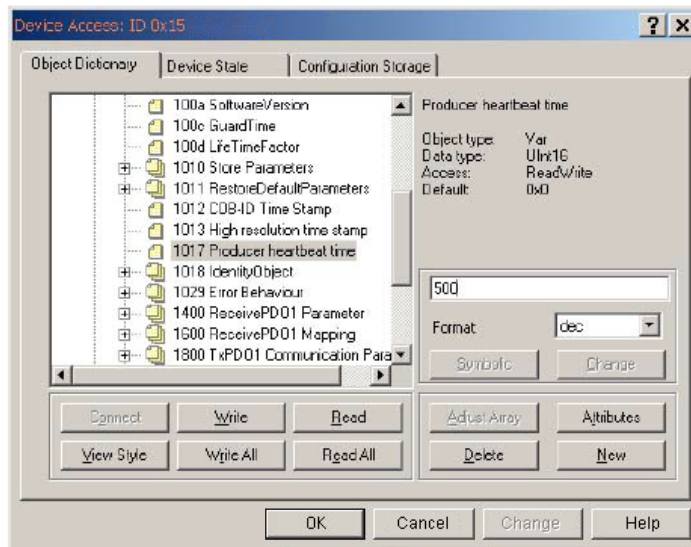 Device Access: ID 0x15
Object Dictionary
Device State
Configuration Storage
100a SoftwareVersion
100c GuardTime
100d LifeTimeFactor
1010 Store Parameters
1011 RestoreDefaultParameters
1012 COB-ID Time Stamp
1013 High resolution time stamp
1017 Producer heartbeat time
1018 IdentityObject
1029 Error Behaviour
1400 ReceivePDO1 Parameter
1600 ReceivePDO1 Mapping
1800 TxPDO1 Communication Para
Producer heartbeat time
Object type: Var
Data type: UInt16
Access: ReadWrite
Default: 0x0
500
Format dec
Symbolic Change
Connect Write Read
View Style Write All Read All
Adjust Array Attributes
Delete New
OK Cancel Change Help